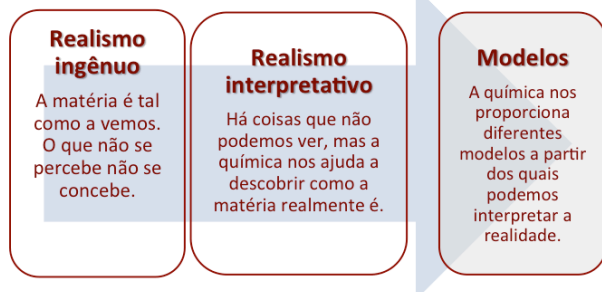 Realismo
ingênuo
A matéria é tal
como a vemos.
O que não se
percebe não se
concebe.
Realismo
interpretativo
Há coisas que não
podemos ver, mas a
química nos ajuda a
descobrir como a
matéria realmente é.
Modelos
A química nos
proporciona
diferentes
modelos a partir
dos quais
podemos
interpretar a
realidade.